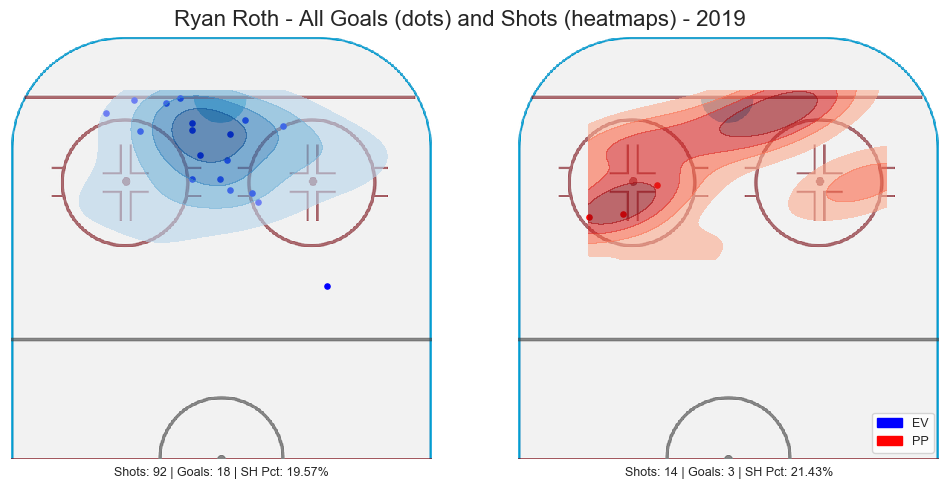 Ryan Roth - All Goals (dots) and Shots (heatmaps) - 2019
EV
PP
Shots: 92 | Goals: 18 | SH Pct: 19.57%
Shots: 14 | Goals: 3 | SH Pct: 21.43%